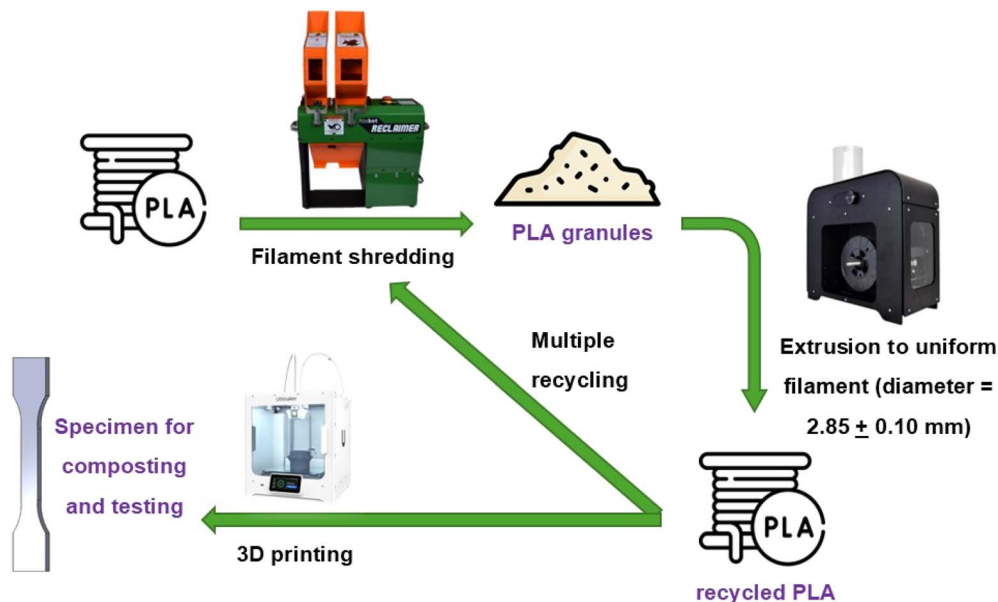 RECLAIMER
PLA
Filament shredding
PLA granules
Extrusion to uniform
filament (diameter =
2.85 ± 0.10 mm)
Multiple
recycling
Ultimaker
Specimen for
composting
and testing
3D printing
PLA
recycled PLA